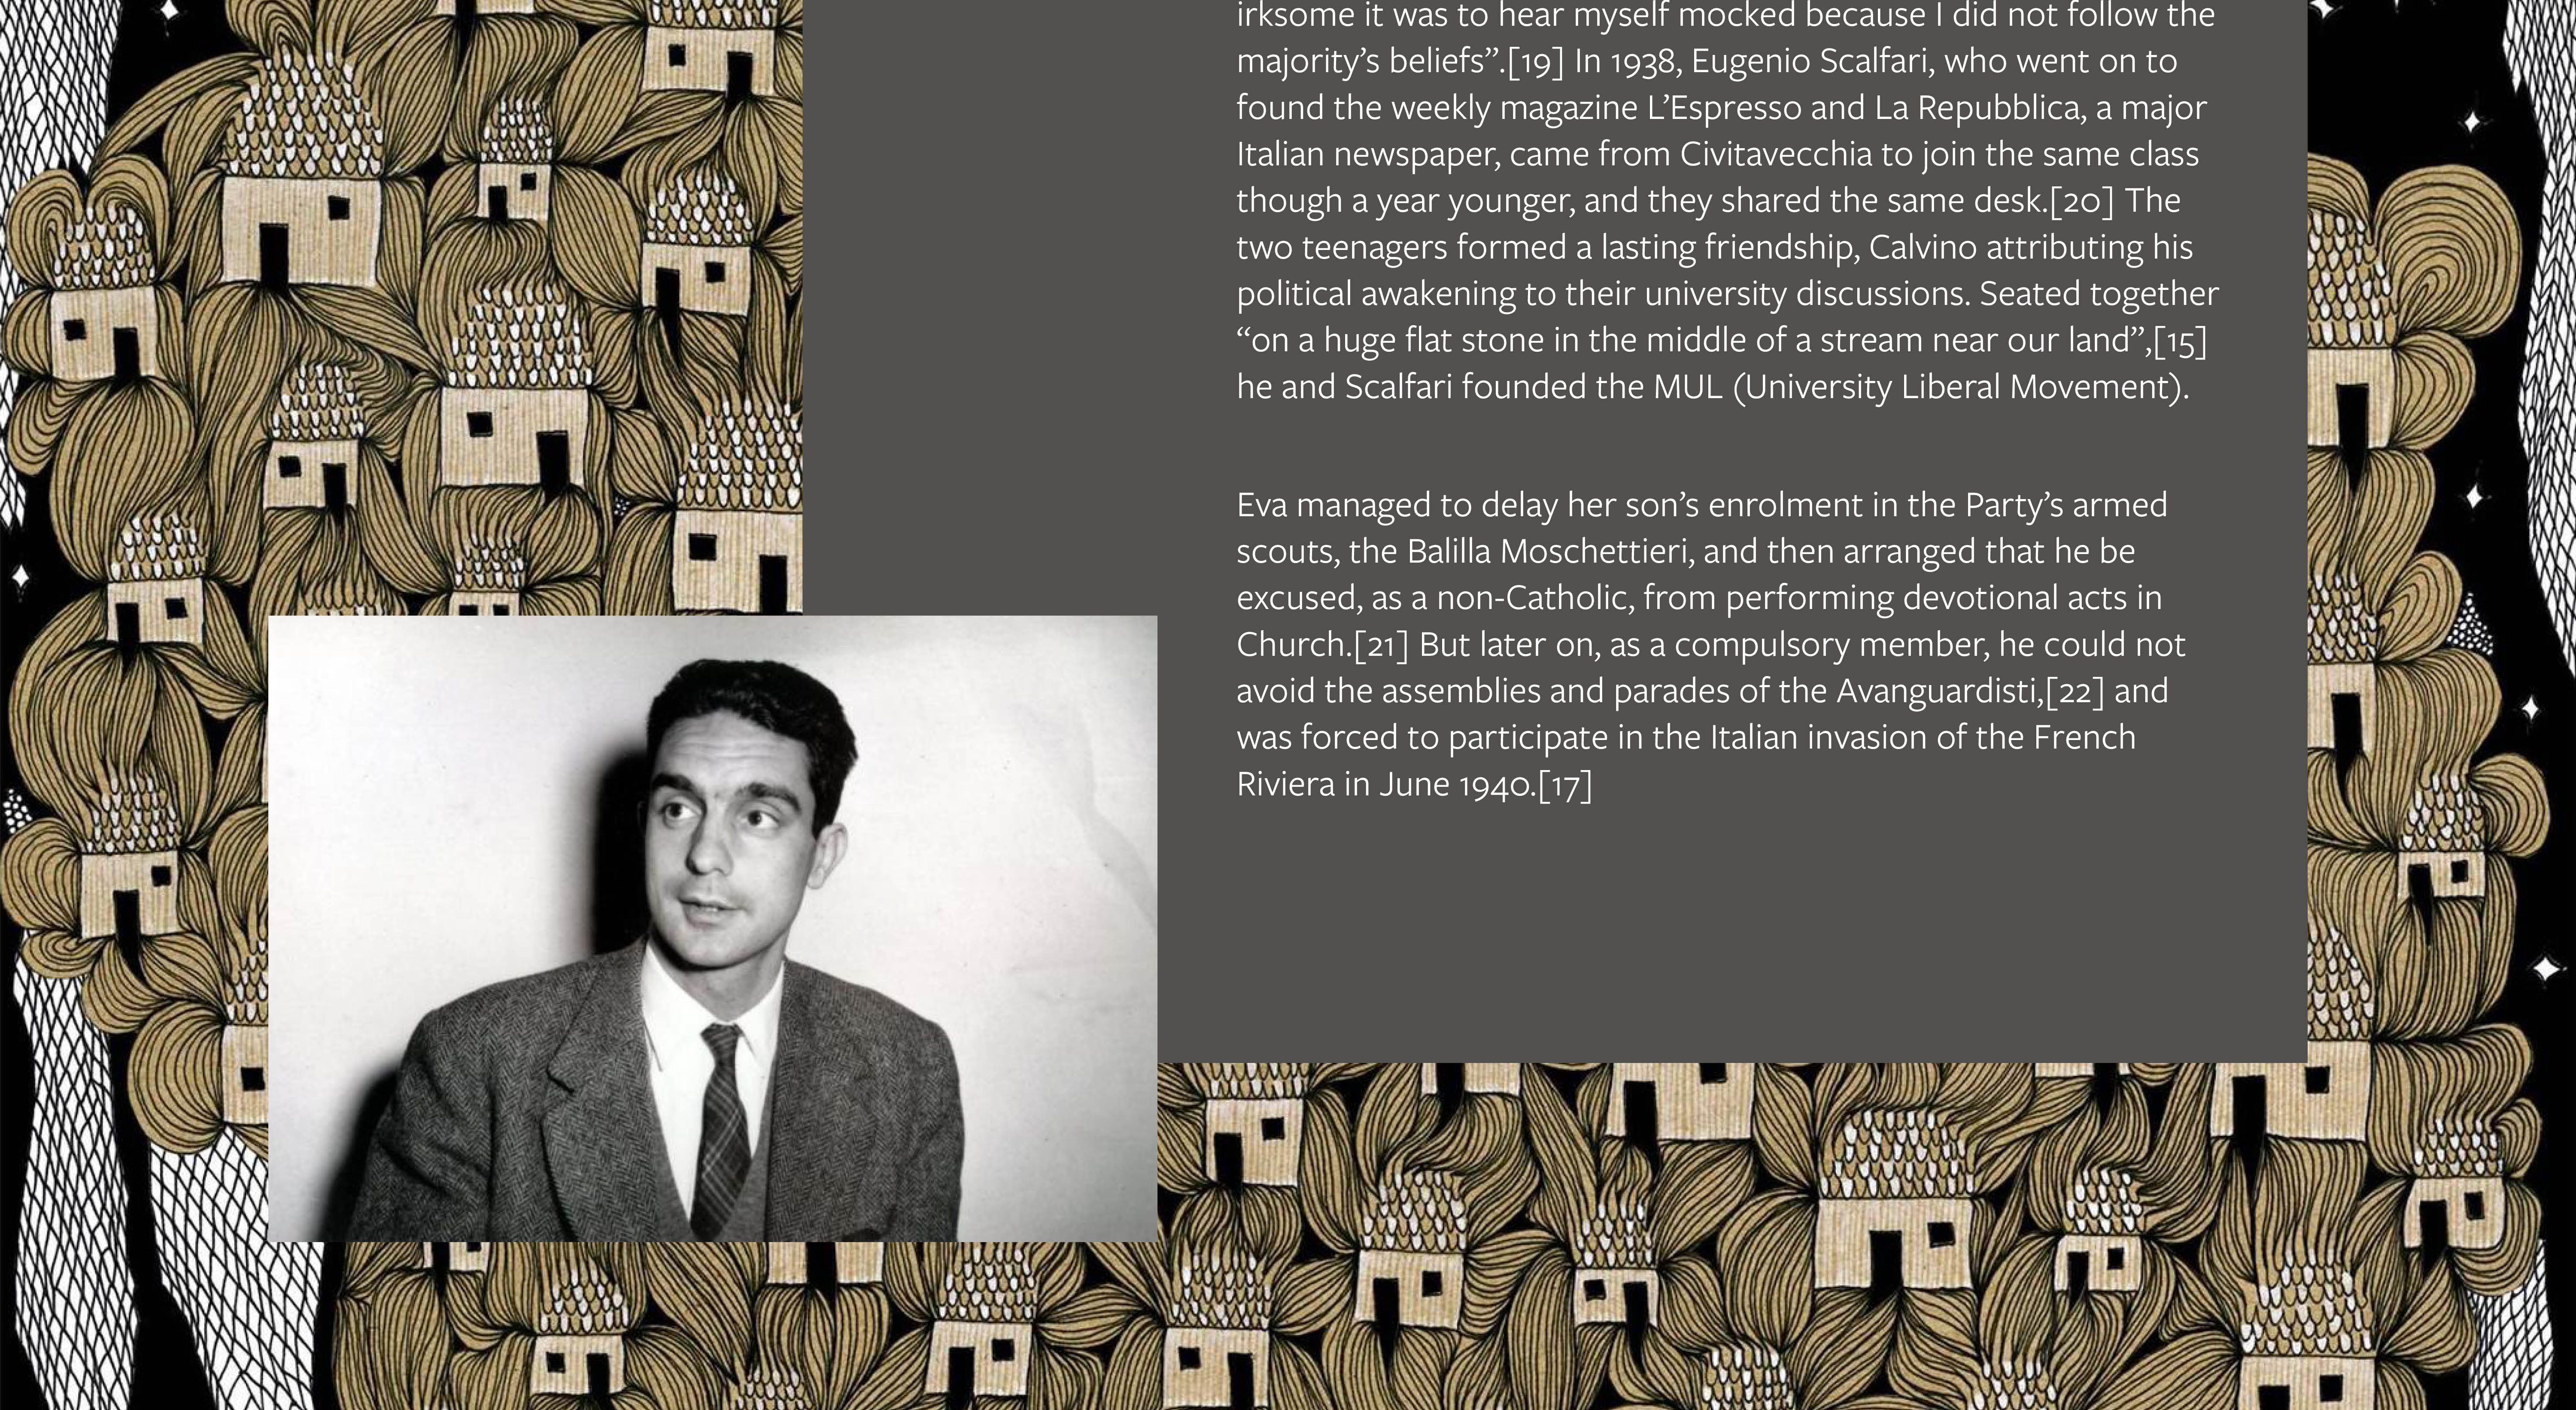 irksome it was to hear myself mocked because I did not follow the
majority’s beliefs”.[19] In 1938, Eugenio Scalfari, who went on to
found the weekly magazine L’Espresso and La Repubblica, a major
Italian newspaper, came from Civitavecchia to join the same class
though a year younger, and they shared the same desk.[20] The
two teenagers formed a lasting friendship, Calvino attributing his
political awakening to their university discussions. Seated together
“on a huge flat stone in the middle of a stream near our land”,[15]
he and Scalfari founded the MUL (University Liberal Movement).
Eva managed to delay her son’s enrolment in the Party’s armed
scouts, the Balilla Moschettieri, and then arranged that he be
excused, as a non-Catholic, from performing devotional acts in
Church.[21] But later on, as a compulsory member, he could not
avoid the assemblies and parades of the Avanguardisti,[22] and
was forced to participate in the Italian invasion of the French
Riviera in June 1940.[17]